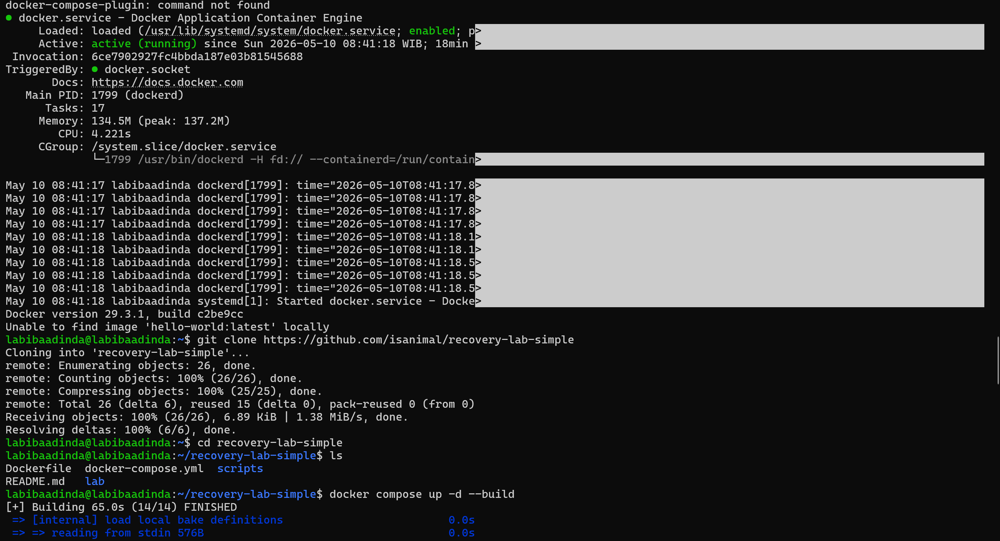 docker-compose-plugin: command not found
● docker.service - Docker Application Container Engine
     Loaded: loaded (/usr/lib/systemd/system/docker.service; enabled; p>
     Active: active (running) since Sun 2026-05-10 08:41:18 WIB; 18min >
 Invocation: 6ce7902927fc4bbda187e03b81545688
TriggeredBy: ● docker.socket
       Docs: https://docs.docker.com
   Main PID: 1799 (dockerd)
      Tasks: 17
     Memory: 134.5M (peak: 137.2M)
        CPU: 4.221s
     CGroup: /system.slice/docker.service
             └─1799 /usr/bin/dockerd -H fd:// --containerd=/run/contain>
May 10 08:41:17 labibaadinda dockerd[1799]: time="2026-05-10T08:41:17.8>
May 10 08:41:17 labibaadinda dockerd[1799]: time="2026-05-10T08:41:17.8>
May 10 08:41:17 labibaadinda dockerd[1799]: time="2026-05-10T08:41:17.8>
May 10 08:41:17 labibaadinda dockerd[1799]: time="2026-05-10T08:41:17.8>
May 10 08:41:18 labibaadinda dockerd[1799]: time="2026-05-10T08:41:18.1>
May 10 08:41:18 labibaadinda dockerd[1799]: time="2026-05-10T08:41:18.1>
May 10 08:41:18 labibaadinda dockerd[1799]: time="2026-05-10T08:41:18.5>
May 10 08:41:18 labibaadinda dockerd[1799]: time="2026-05-10T08:41:18.5>
May 10 08:41:18 labibaadinda dockerd[1799]: time="2026-05-10T08:41:18.5>
May 10 08:41:18 labibaadinda systemd[1]: Started docker.service - Docke>
Docker version 29.3.1, build c2be9cc
Unable to find image 'hello-world:latest' locally
labibaadinda@labibaadinda:~$ git clone https://github.com/isanimal/recovery-lab-simple
Cloning into 'recovery-lab-simple'...
remote: Enumerating objects: 26, done.
remote: Counting objects: 100% (26/26), done.
remote: Compressing objects: 100% (25/25), done.
remote: Total 26 (delta 6), reused 15 (delta 0), pack-reused 0 (from 0)
Receiving objects: 100% (26/26), 6.89 KiB | 1.38 MiB/s, done.
Resolving deltas: 100% (6/6), done.
labibaadinda@labibaadinda:~$ cd recovery-lab-simple
labibaadinda@labibaadinda:~/recovery-lab-simple$ ls
Dockerfile  docker-compose.yml  scripts
README.md   lab
labibaadinda@labibaadinda:~/recovery-lab-simple$ docker compose up -d --build
[+] Building 65.0s (14/14) FINISHED
 => [internal] load local bake definitions                         0.0s
 => => reading from stdin 576B                                     0.0s